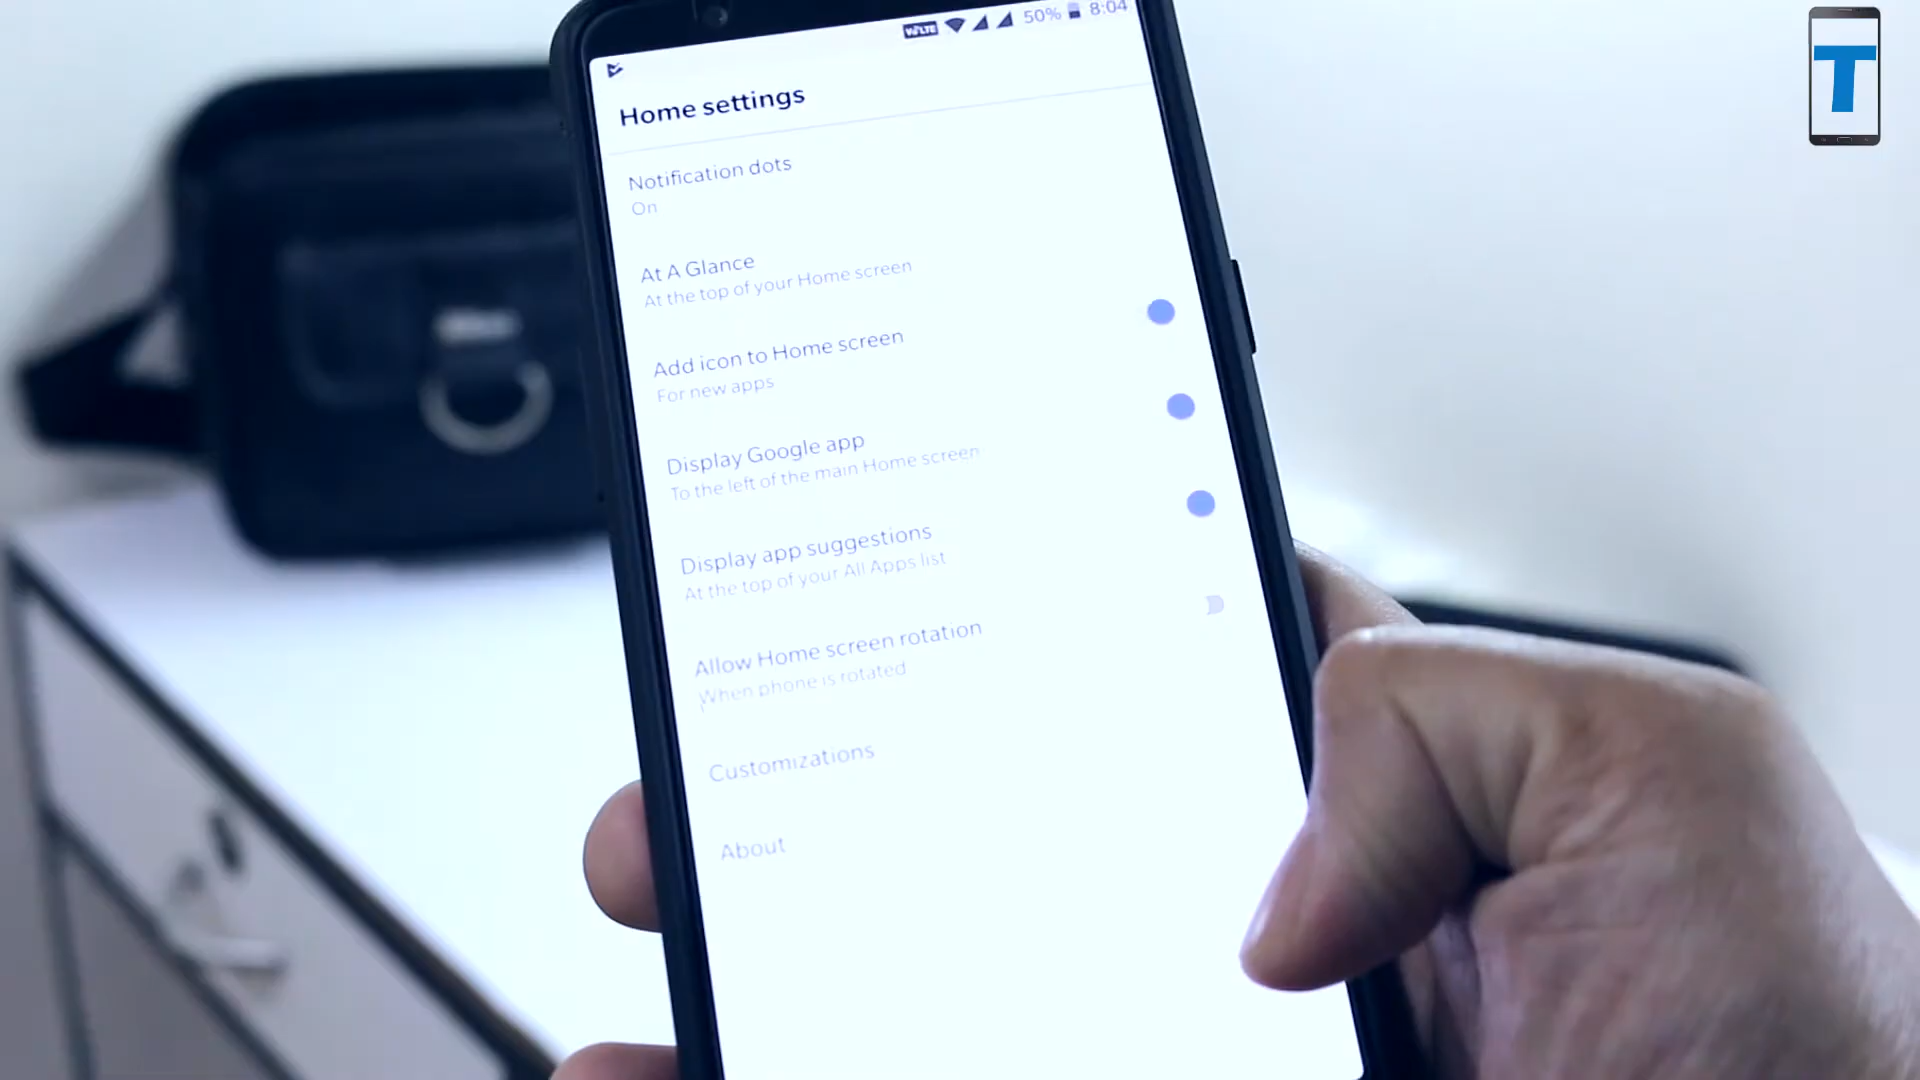 VoLTE 50% 8:04
Home settings
Notification dots
On
At A Glance
At the top of your Home screen
Add icon to Home screen
For new apps
Display Google app
To the left of the main Home screen
Display app suggestions
At the top of your All Apps list
Allow Home screen rotation
When phone is rotated
Customizations
About
T